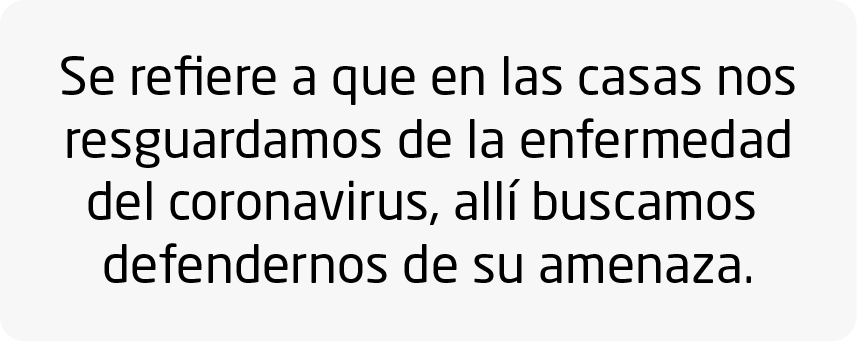 Se refiere a que en las casas nos
resguardamos de la enfermedad
del coronavirus, allí buscamos
defendernos de su amenaza.